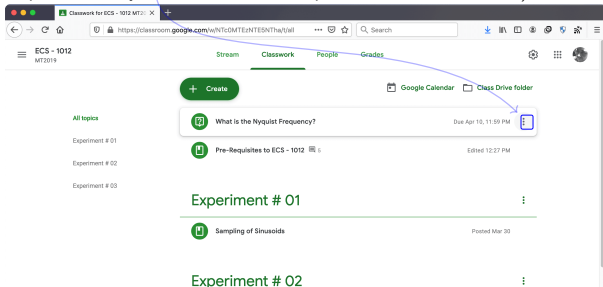 Classwork for ECS - 1012 MT20
https://classroom.google.com/w/NTc0MTEzNTE5NTha/t/all
Search
ECS - 1012
MT2019
Stream Classwork People Grades
+ Create
Google Calendar Class Drive folder
All topics
Experiment # 01
Experiment # 02
Experiment # 03
What is the Nyquist Frequency? Due Apr 10, 11:59 PM
Pre-Requisites to ECS - 1012 5 Edited 12:27 PM
Experiment # 01
Sampling of Sinusoids Posted Mar 30
Experiment # 02